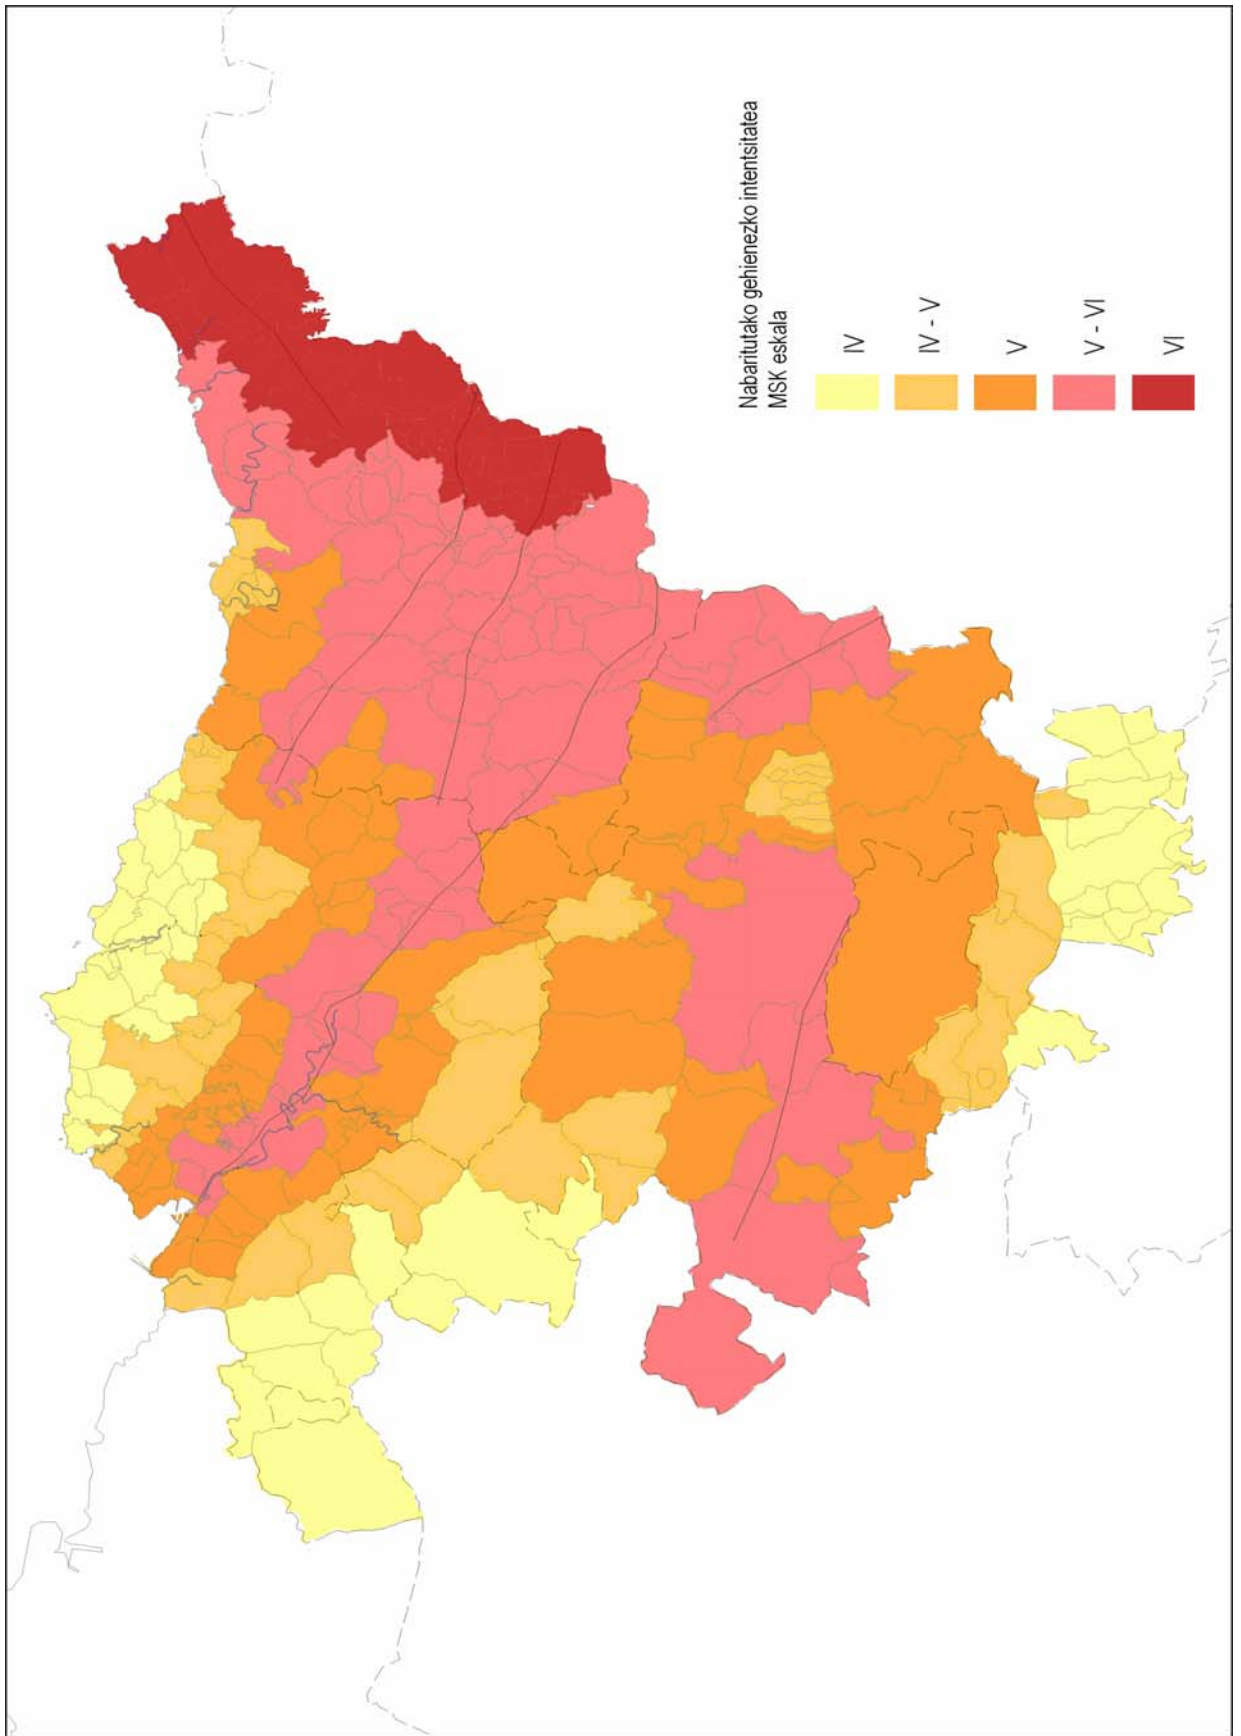 Nabaritutako gehienezko intentsitatea
MSK eskala
IV
IV - V
V
V - VI
VI